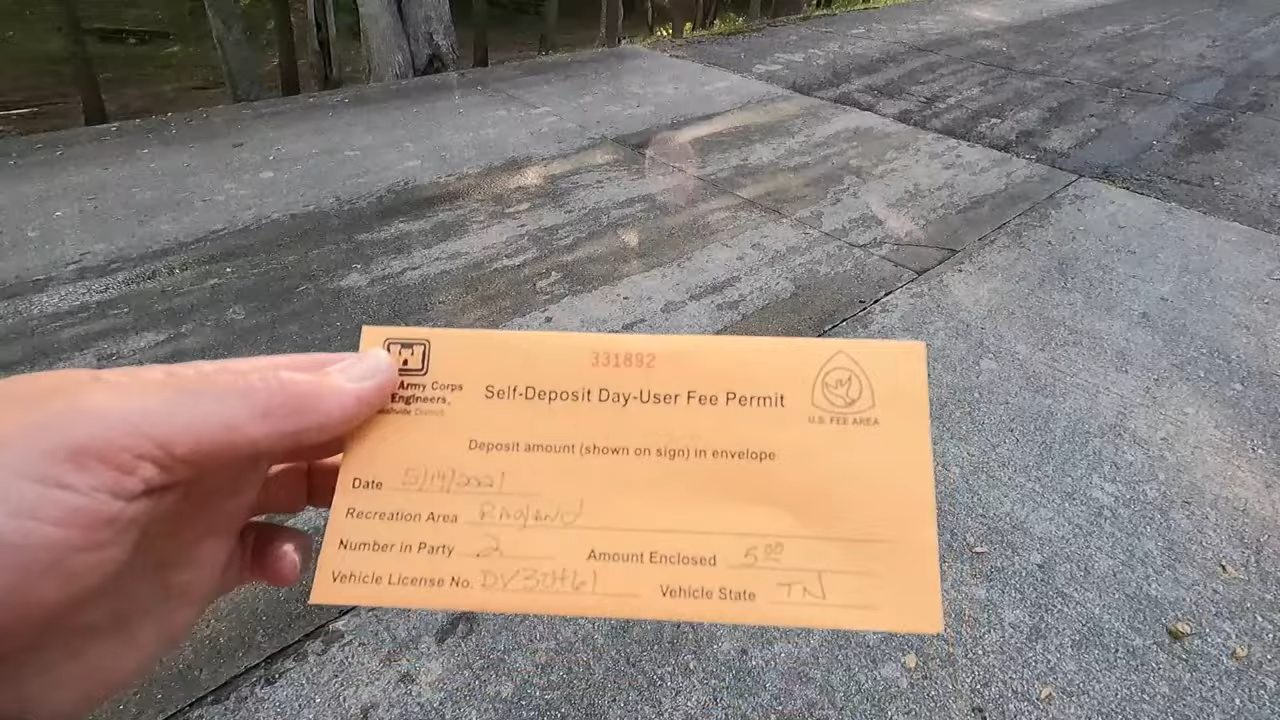 331892
Army Corps
Engineers,
District
Self-Deposit Day-User Fee Permit
U.S. FEE AREA
Deposit amount (shown on sign) in envelope
Date 5/14/2021
Recreation Area
Number in Party 2 Amount Enclosed 5.00
Vehicle License No. Vehicle State TN